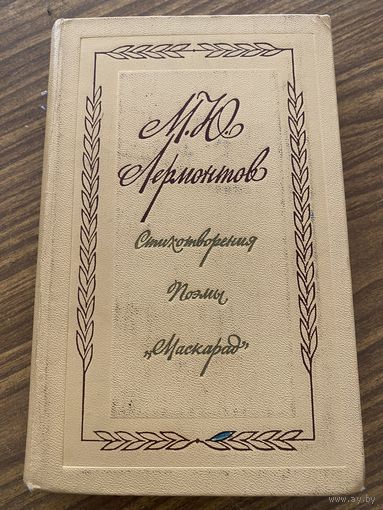 М.Ю.
Лермонтов
Стихотворения
Поэмы
„Маскарад"
www.ay.by